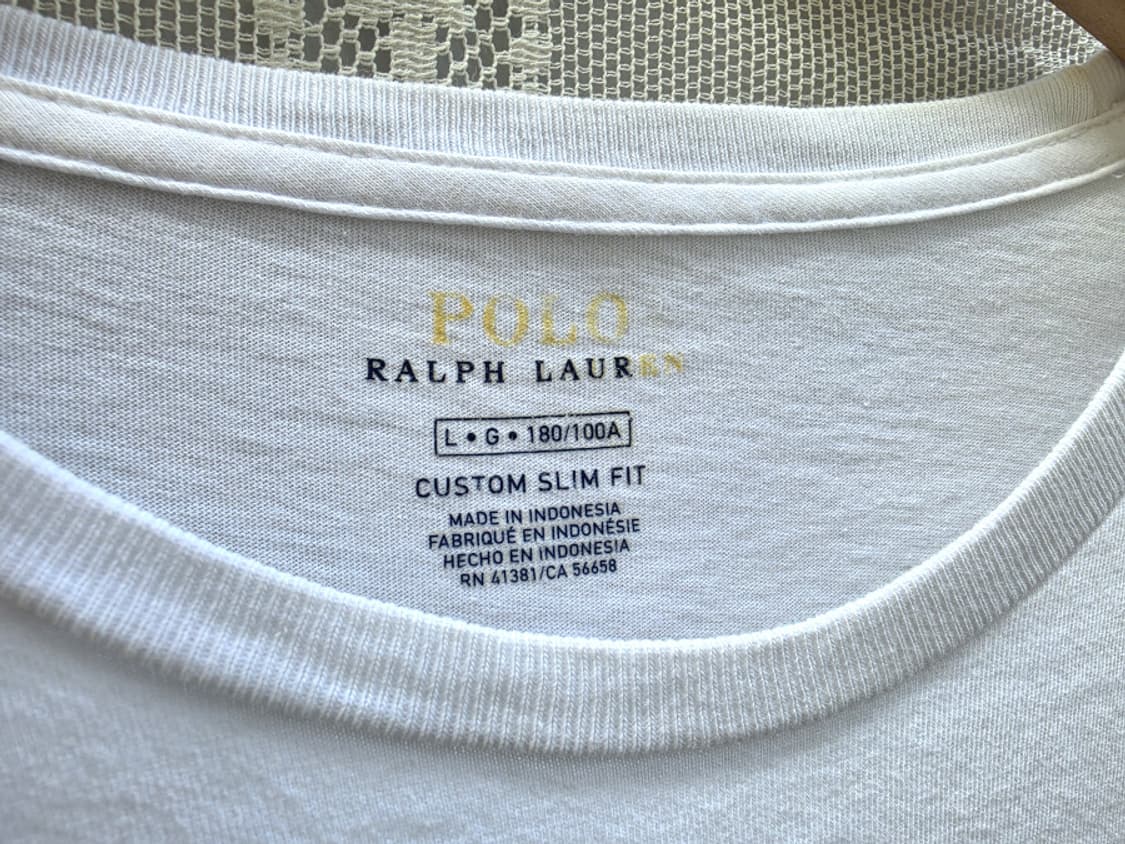 POLO
RALPH LAUREN
L • G • 180/100A
CUSTOM SLIM FIT
MADE IN INDONESIA
FABRIQUÉ EN INDONÉSIE
HECHO EN INDONESIA
RN 41381/CA 56658